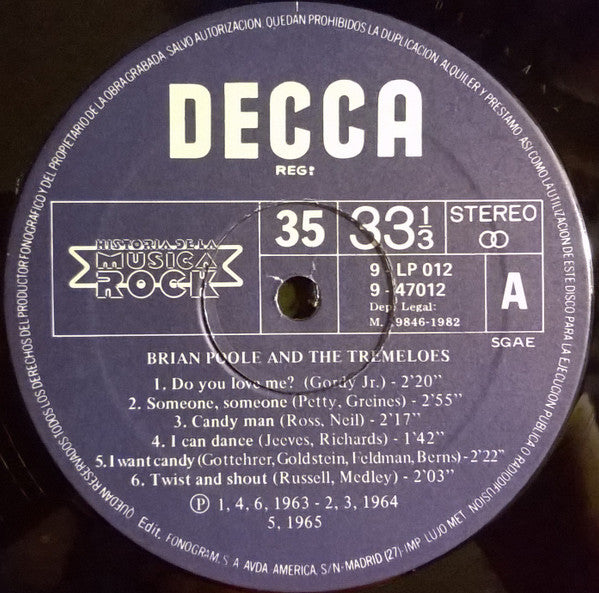 QUEDAN RESERVADOS TODOS LOS DERECHOS DEL PRODUCTOR FONOGRAFICO Y DEL PROPIETARIO DE LA OBRA GRABADA. SALVO AUTORIZACION, QUEDAN PROHIBIDOS LA DUPLICACION, ALQUILER Y PRESTAMO, ASI COMO LA UTILIZACION DE ESTE DISCO PARA LA EJECUCION PUBLICA O RADIODIFUSION
DECCA
REG:
HISTORIA DE LA
MUSICA
ROCK
35
33 1/3
STEREO
9 - LP 012
9 - 47012
Dep. Legal:
M. 9846-1982
A
SGAE
BRIAN POOLE AND THE TREMELOES
1. Do you love me? (Gordy Jr.) - 2'20''
2. Someone, someone (Petty, Greines) - 2'55''
3. Candy man (Ross, Neil) - 2'17''
4. I can dance (Jeeves, Richards) - 1'42''
5. I want candy (Gottehrer, Goldstein, Feldman, Berns) - 2'22''
6. Twist and shout (Russell, Medley) - 2'03''
Ⓟ 1, 4, 6, 1963 - 2, 3, 1964
5, 1965
Edit. FONOGRAM, S. A. AVDA. AMERICA, S/N-MADRID (27)-IMP. LUJO MET.